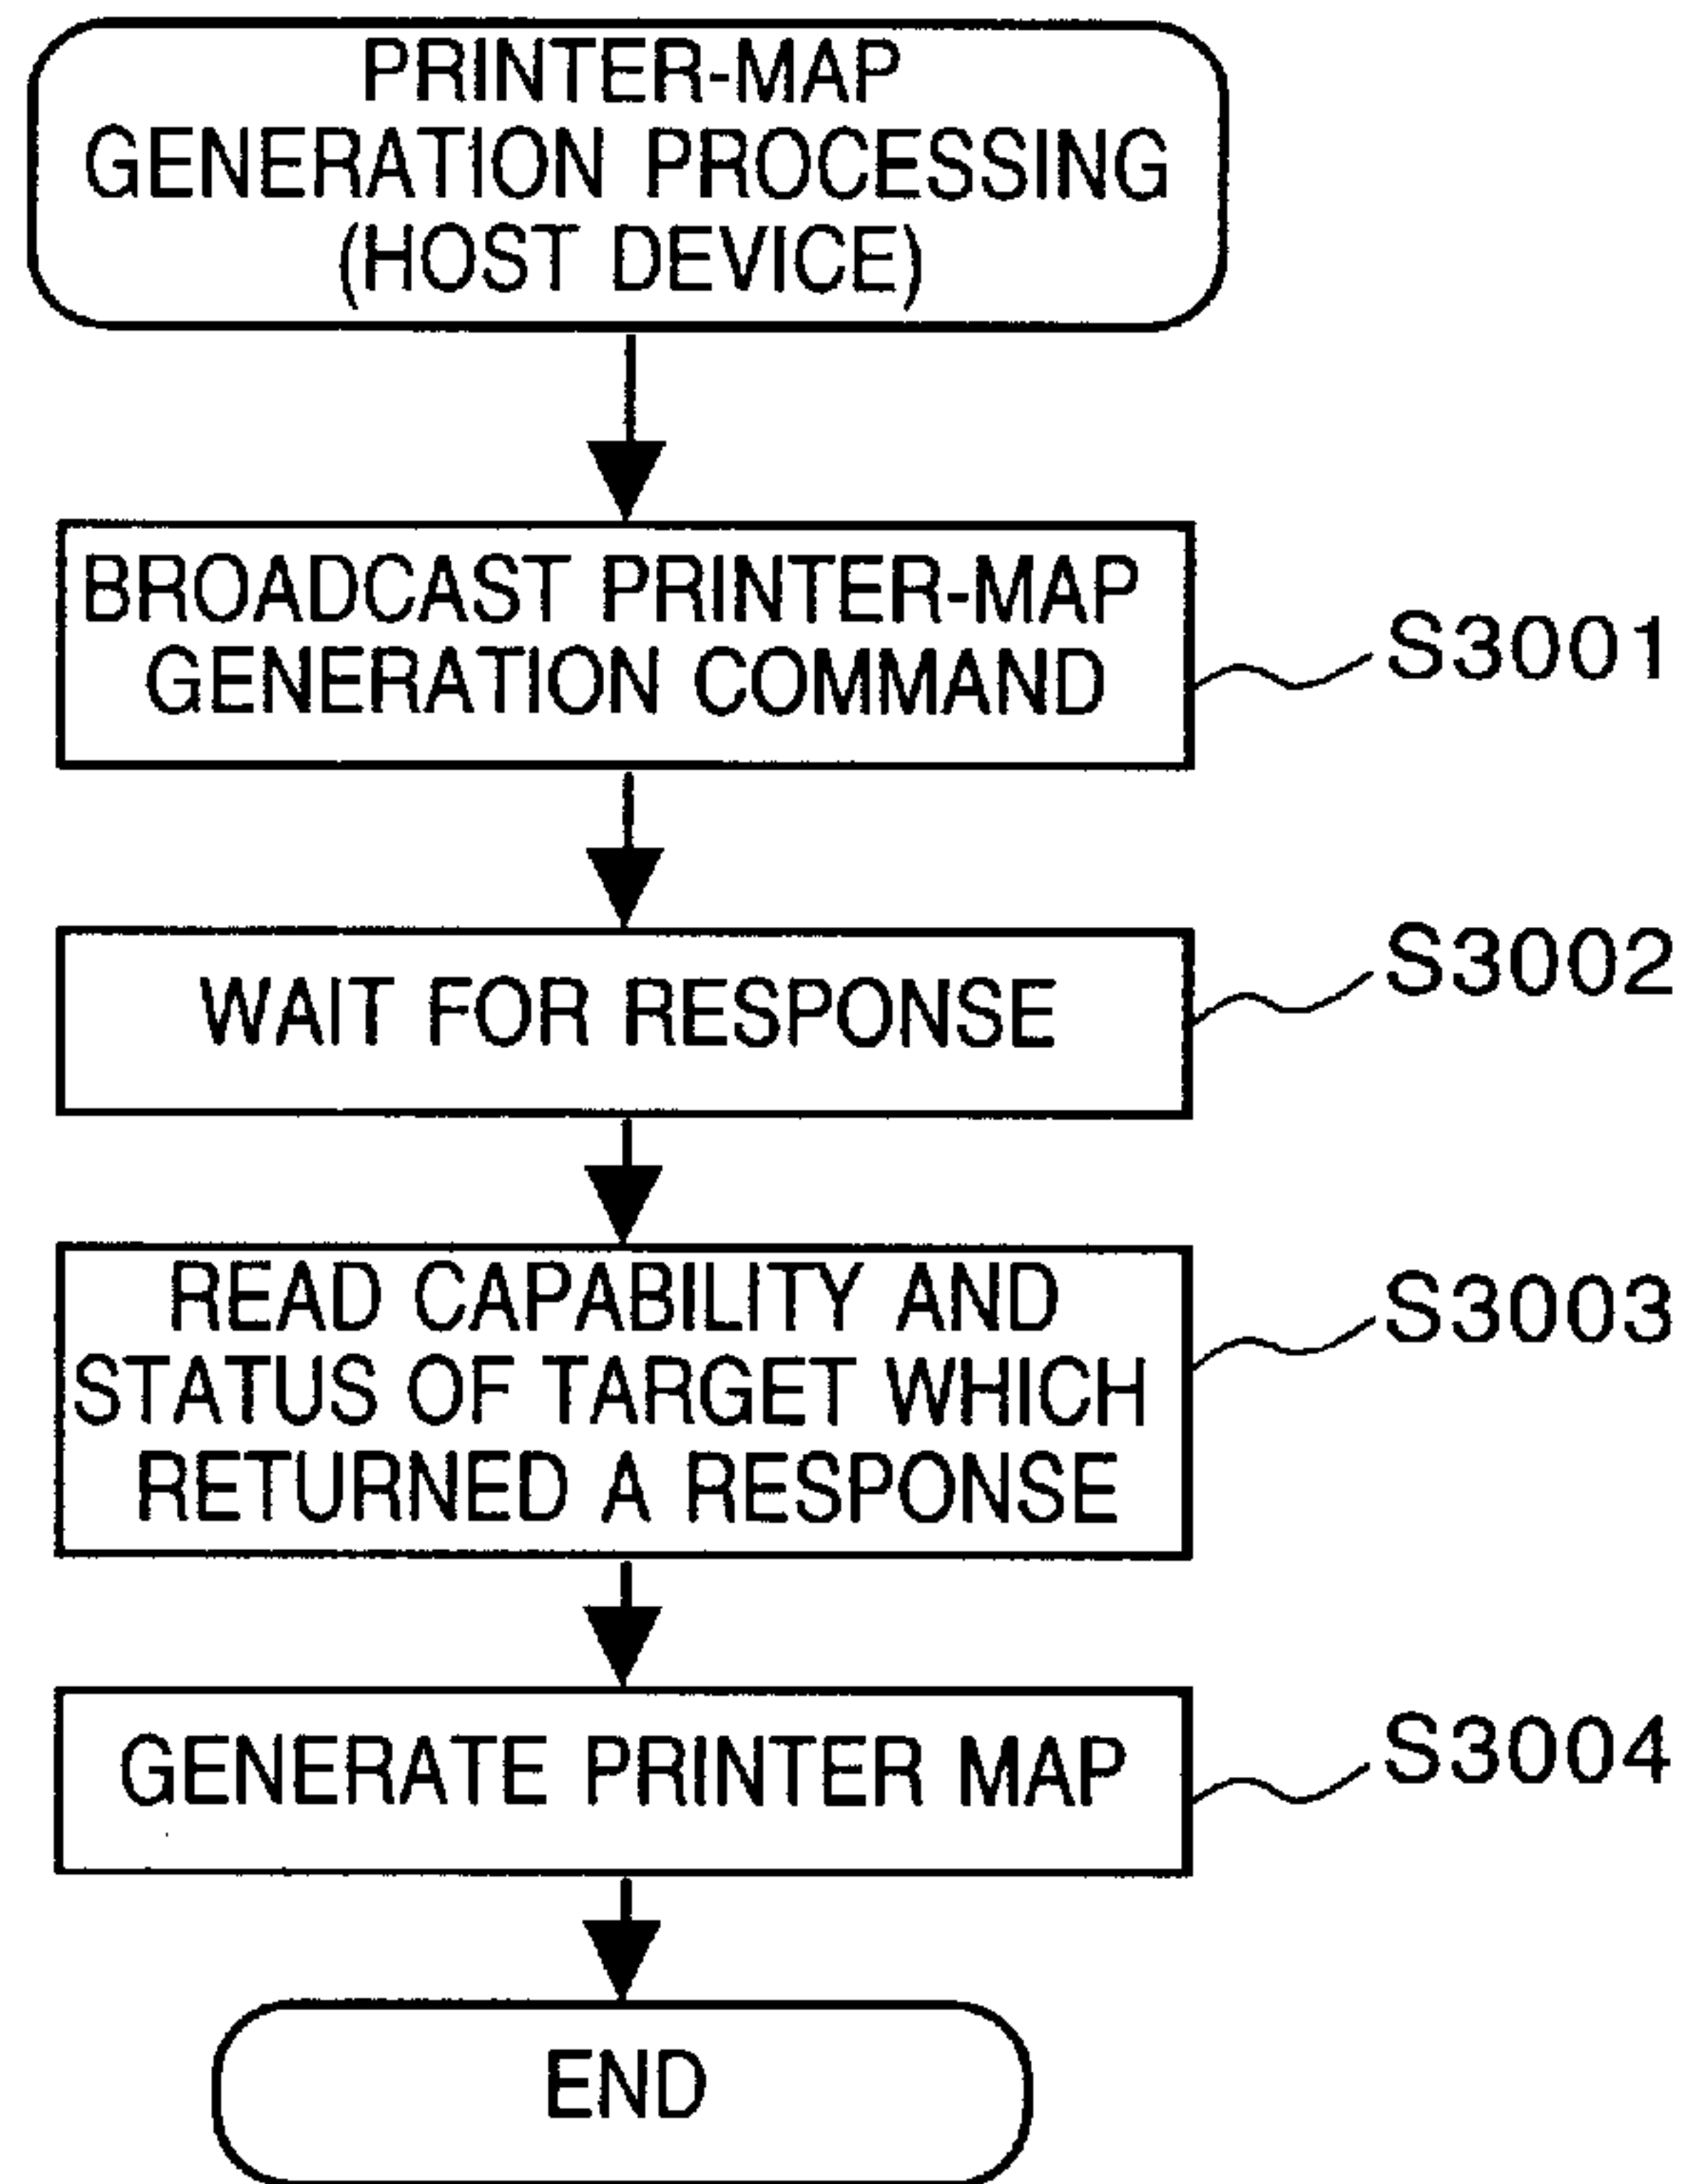 PRINTER-MAP
GENERATION PROCESSING
(HOST DEVICE)
BROADCAST PRINTER-MAP
GENERATION COMMAND
S3001
WAIT FOR RESPONSE
S3002
READ CAPABILITY AND
STATUS OF TARGET WHICH
RETURNED A RESPONSE
S3003
GENERATE PRINTER MAP
S3004
END